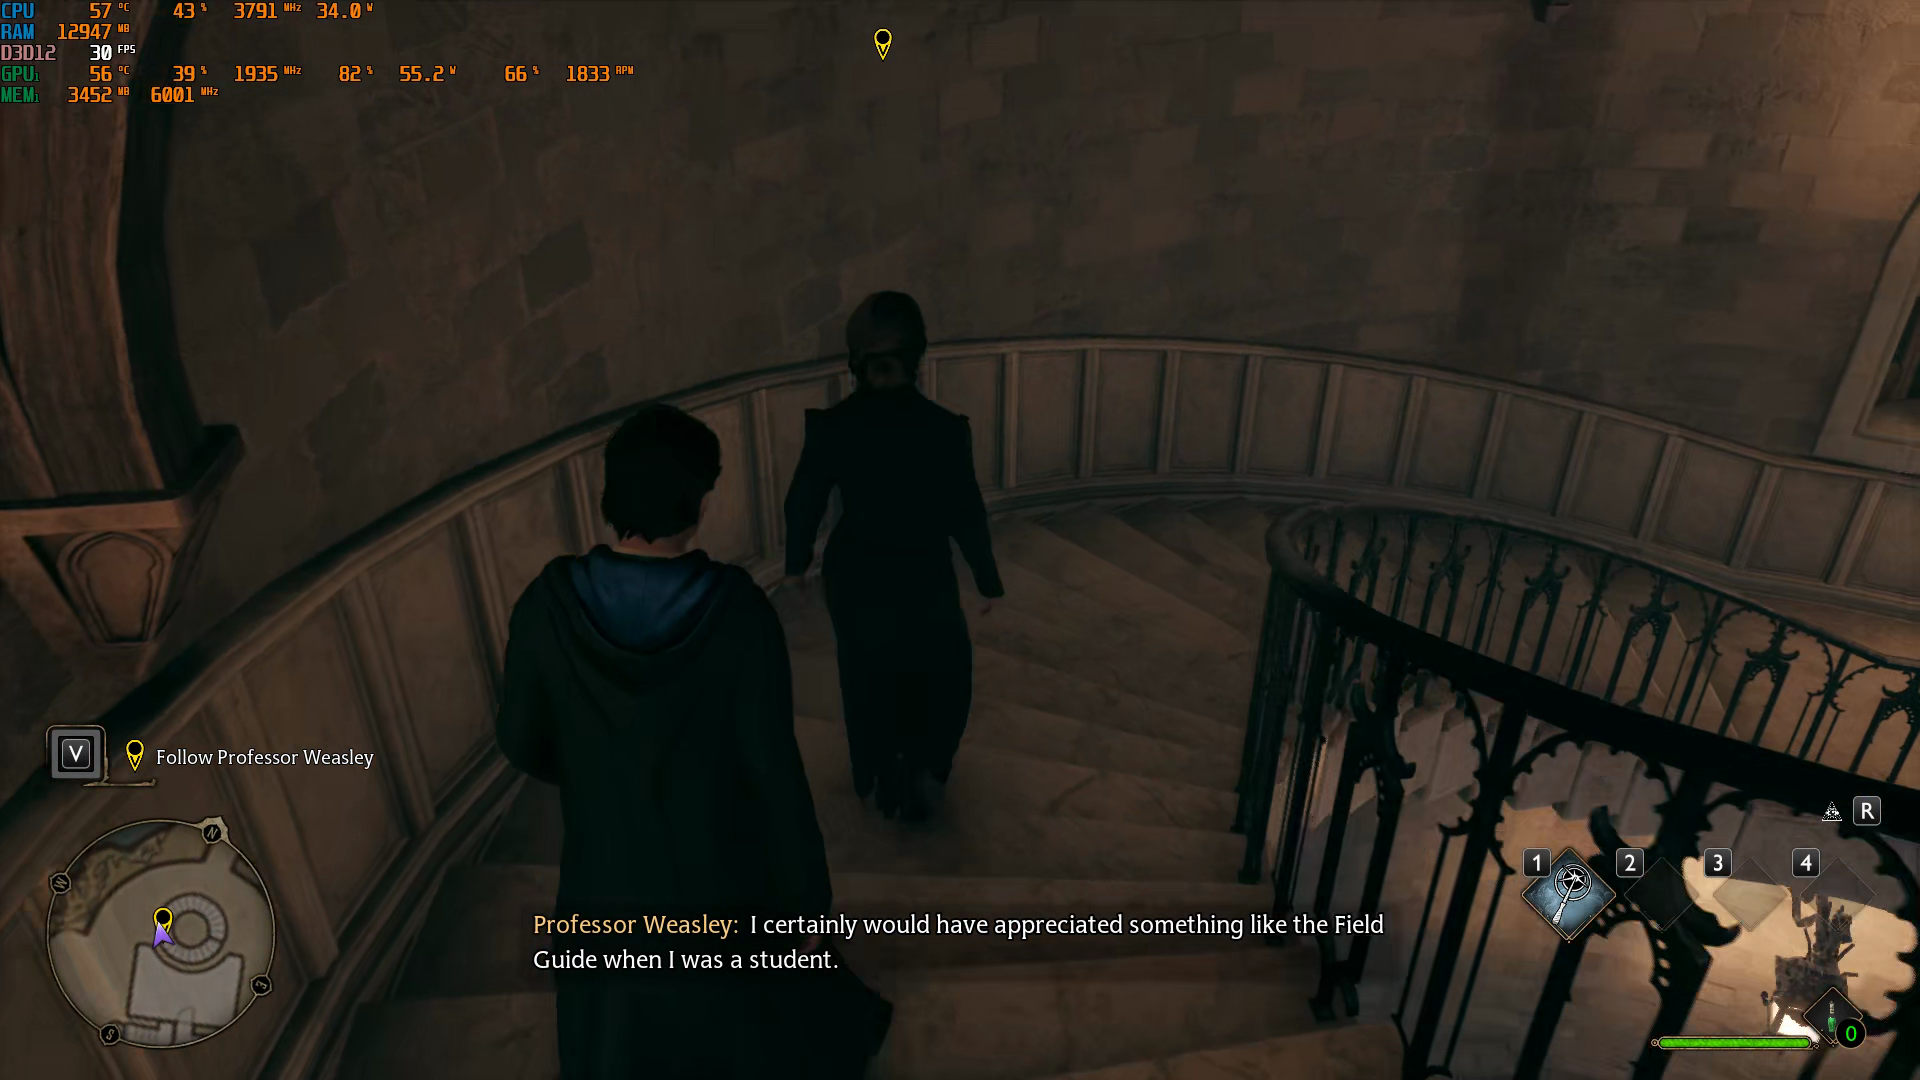 CPU 57 °C 43 % 3791 MHz 34.0 W
RAM 12947 MB
D3D12 30 FPS
GPU1 56 °C 39 % 1935 MHz 82 % 55.2 W 66 % 1833 RPM
MEM1 3452 MB 6001 MHz
V Follow Professor Weasley
N
W
E
S
R
1 2 3 4
Professor Weasley: I certainly would have appreciated something like the Field
Guide when I was a student.
0